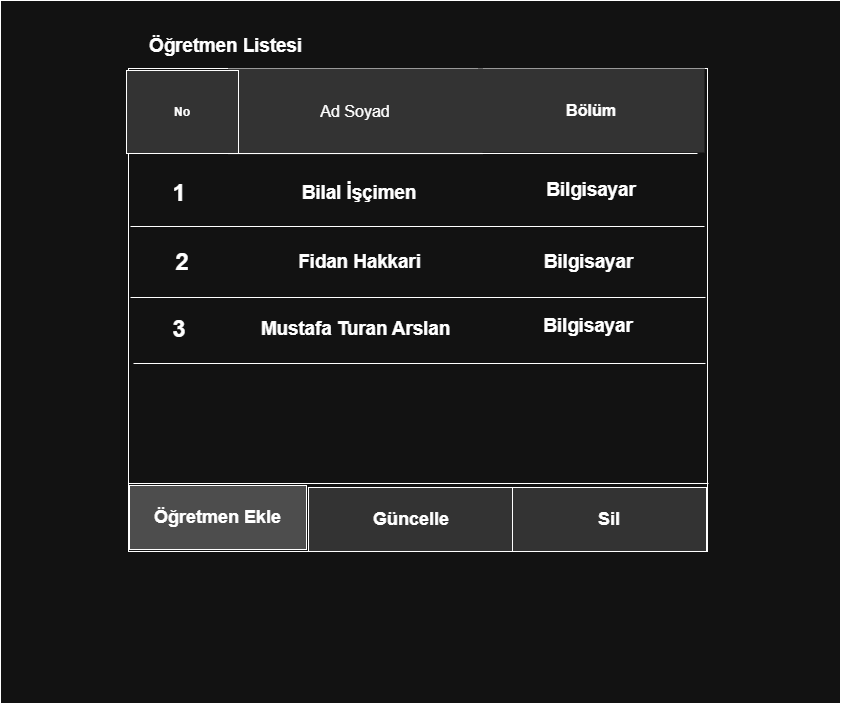 Öğretmen Listesi
No Ad Soyad Bölüm
1 Bilal İşçimen Bilgisayar
2 Fidan Hakkari Bilgisayar
3 Mustafa Turan Arslan Bilgisayar
Öğretmen Ekle Güncelle Sil